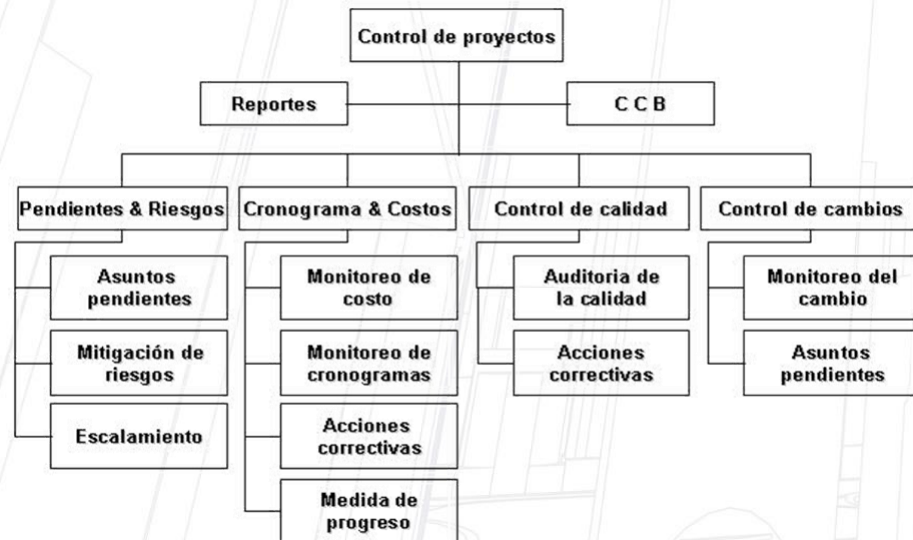 Control de proyectos
Reportes
C C B
Pendientes & Riesgos
Cronograma & Costos
Control de calidad
Control de cambios
Asuntos
pendientes
Mitigación de
riesgos
Escalamiento
Monitoreo de
costo
Monitoreo de
cronogramas
Acciones
correctivas
Medida de
progreso
Auditoria de
la calidad
Acciones
correctivas
Monitoreo del
cambio
Asuntos
pendientes